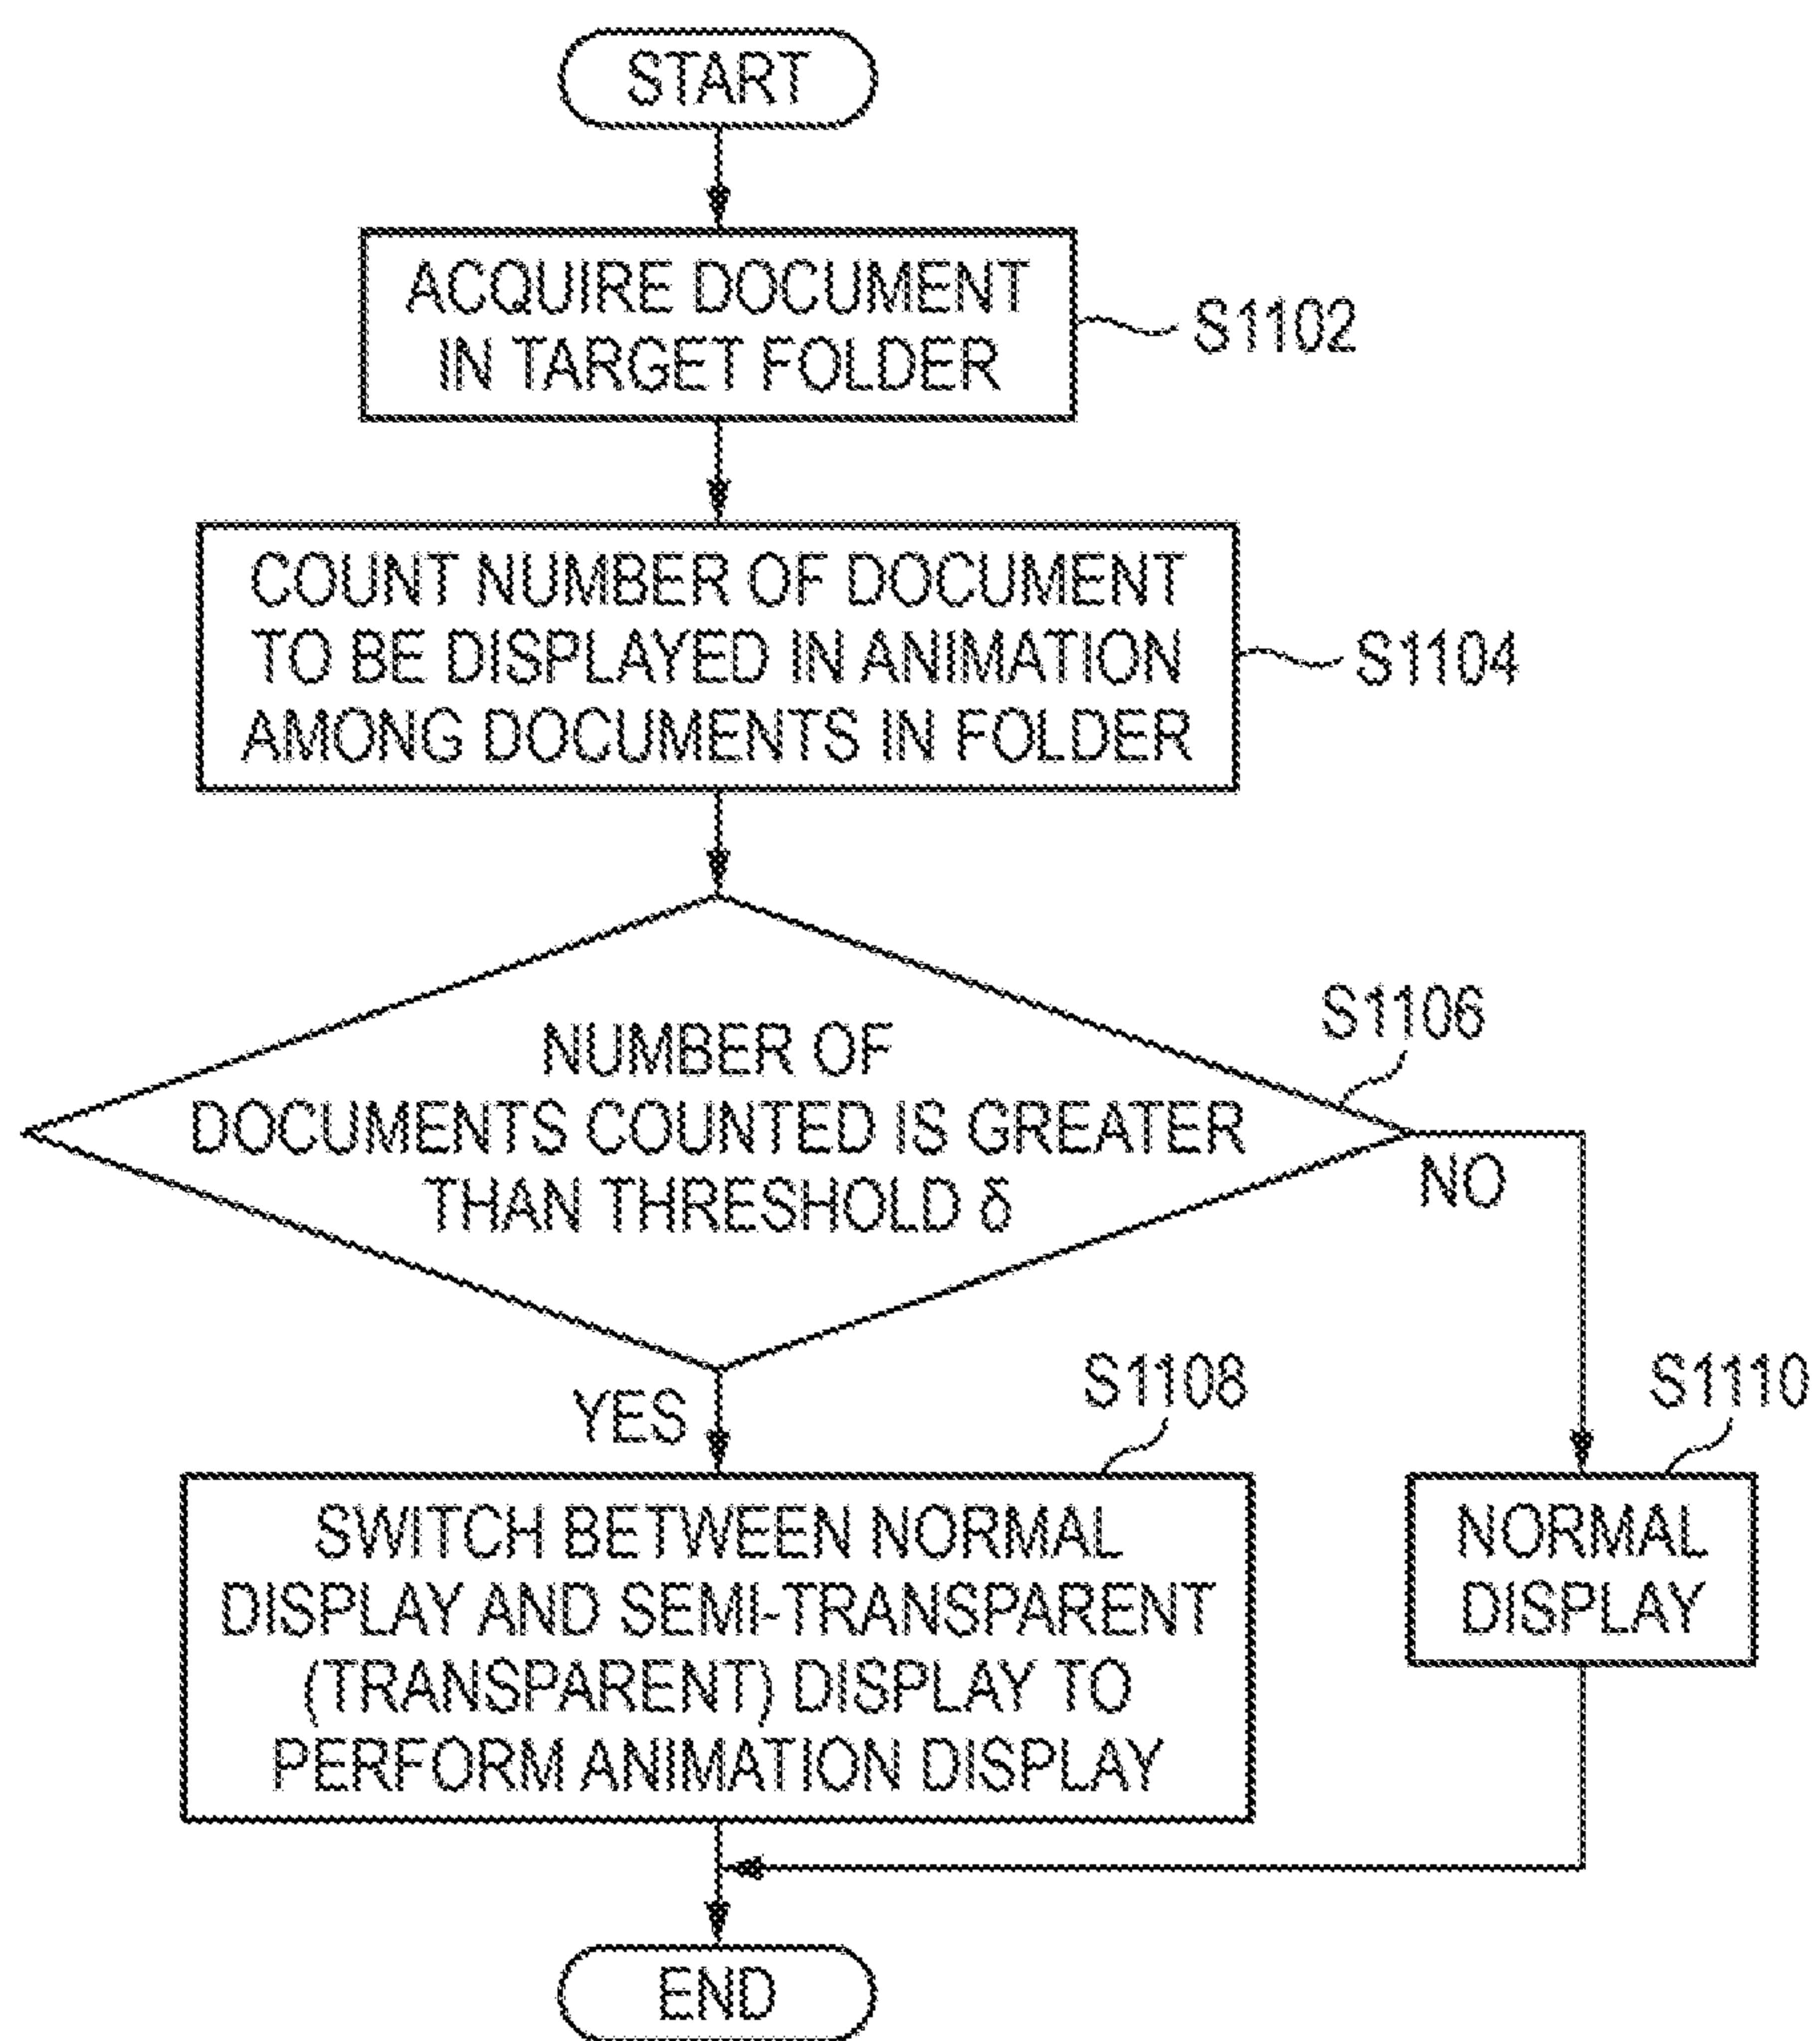 START
ACQUIRE DOCUMENT
IN TARGET FOLDER
S1102
COUNT NUMBER OF DOCUMENT
TO BE DISPLAYED IN ANIMATION
AMONG DOCUMENTS IN FOLDER
S1104
S1106
NUMBER OF
DOCUMENTS COUNTED IS GREATER
THAN THRESHOLD δ
NO
YES
S1108
SWITCH BETWEEN NORMAL
DISPLAY AND SEMI-TRANSPARENT
(TRANSPARENT) DISPLAY TO
PERFORM ANIMATION DISPLAY
S1110
NORMAL
DISPLAY
END